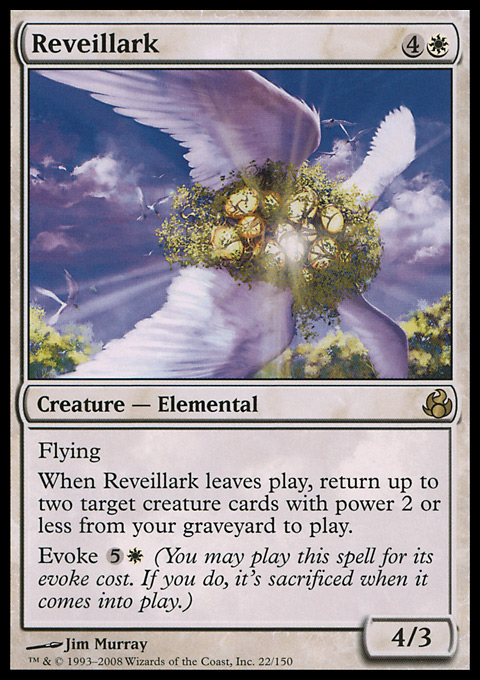 Reveillark 4
Creature — Elemental
Flying
When Reveillark leaves play, return up to
two target creature cards with power 2 or
less from your graveyard to play.
Evoke 5 (You may play this spell for its
evoke cost. If you do, it's sacrificed when it
comes into play.)
Jim Murray
4/3
™ & © 1993–2008 Wizards of the Coast, Inc. 22/150